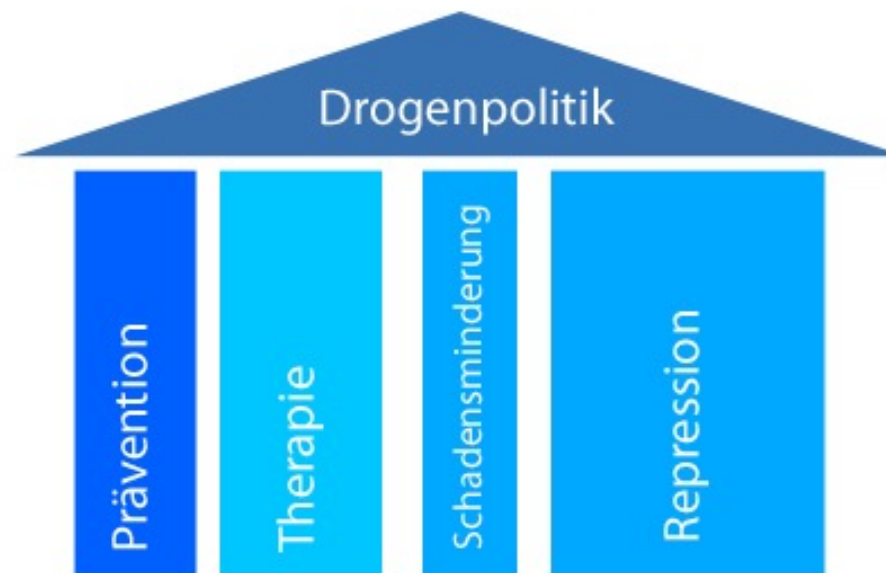 Drogenpolitik
Prävention
Therapie
Schadensminderung
Repression